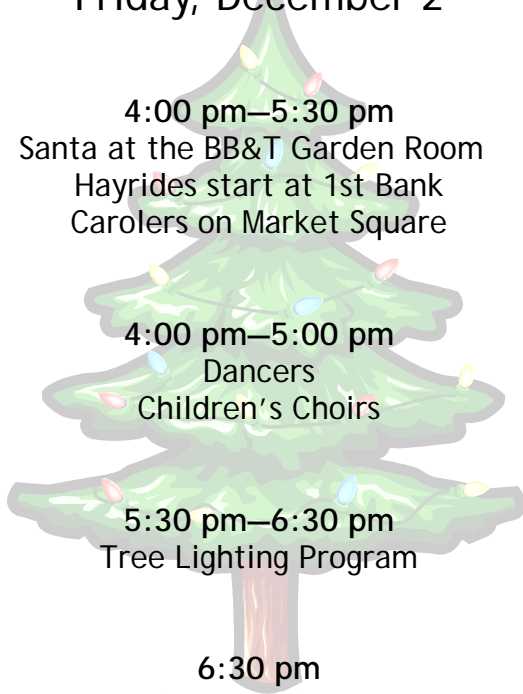 Friday, December 2
4:00 pm—5:30 pm
Santa at the BB&T Garden Room
Hayrides start at 1st Bank
Carolers on Market Square
4:00 pm—5:00 pm
Dancers
Children's Choirs
5:30 pm—6:30 pm
Tree Lighting Program
6:30 pm